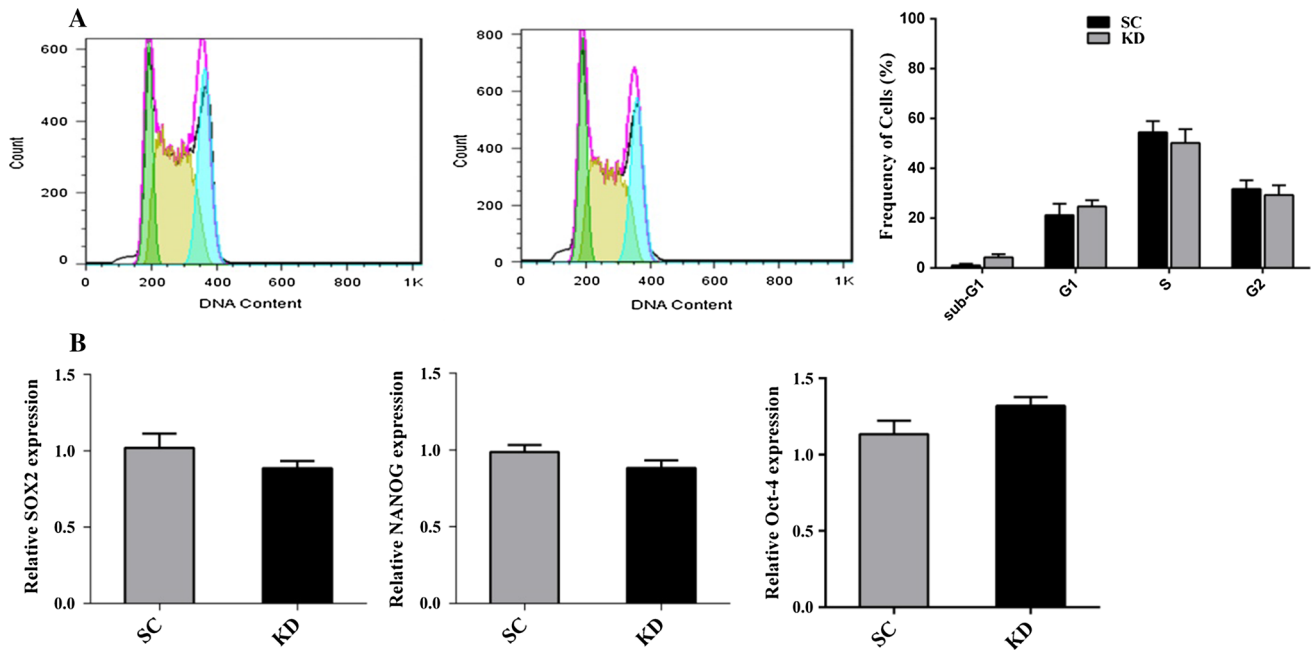 A
600
400
200
0
Count
0 200 400 600 800 1K
DNA Content
800
600
400
200
0
Count
0 200 400 600 800 1K
DNA Content
SC
KD
100
80
60
40
20
0
Frequency of Cells (%)
sub-G1 G1 S G2
B
1.5
1.0
0.5
0.0
Relative SOX2 expression
SC KD
1.5
1.0
0.5
0.0
Relative NANOG expression
SC KD
1.5
1.0
0.5
0.0
Relative Oct-4 expression
SC KD